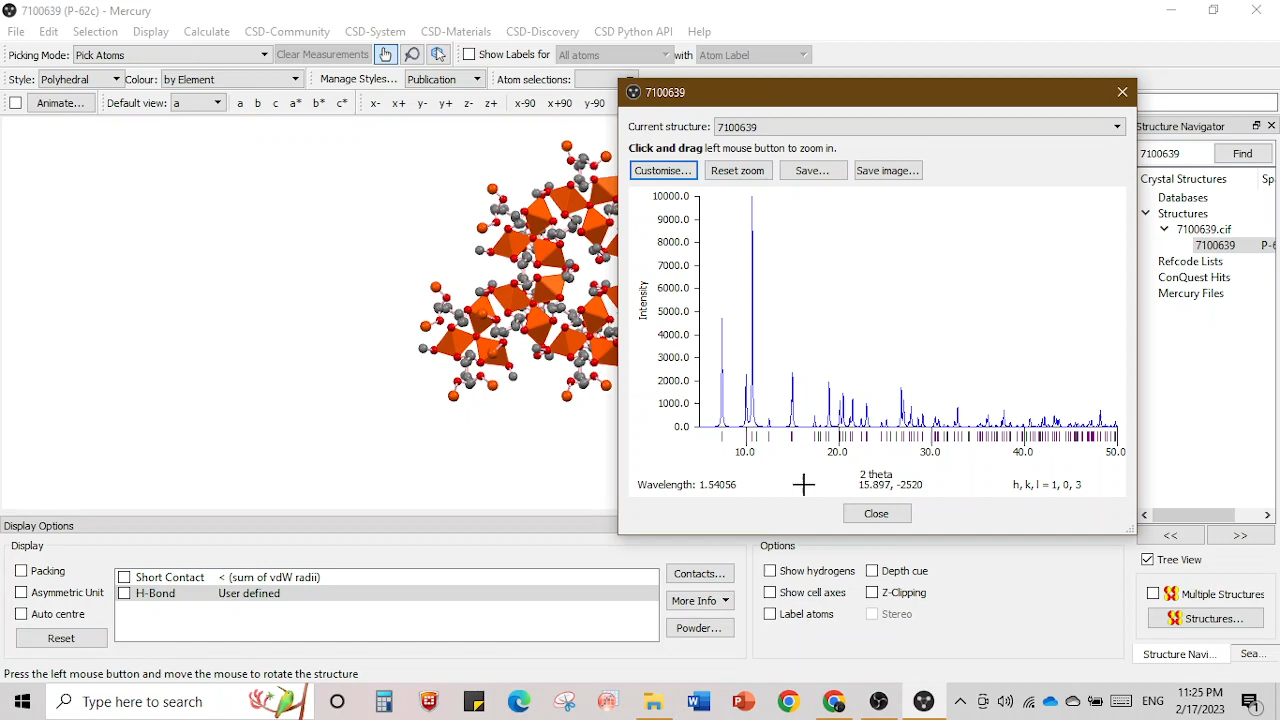 7100639 (P-62c) - Mercury
File Edit Selection Display Calculate CSD-Community CSD-System CSD-Materials CSD-Discovery CSD Python API Help
Picking Mode: Pick Atoms Clear Measurements Show Labels for All atoms with Atom Label
Style: Polyhedral Colour: by Element Manage Styles... Publication Atom selections:
Animate... Default view: a a b c a* b* c* x- x+ y- y+ z- z+ x-90 x+90 y-90
7100639
Current structure: 7100639
Click and drag left mouse button to zoom in.
Customise... Reset zoom Save... Save image...
10000.0
9000.0
8000.0
7000.0
6000.0
5000.0
4000.0
3000.0
2000.0
1000.0
0.0
Intensity
10.0 20.0 30.0 40.0 50.0
2 theta
Wavelength: 1.54056 15.897, -2520 h, k, l = 1, 0, 3
Close
Structure Navigator
7100639 Find
Crystal Structures Sp
Databases
Structures
7100639.cif
7100639 P-6
Refcode Lists
ConQuest Hits
Mercury Files
<< >>
Tree View
Multiple Structures
Structures...
Structure Navi... Sea...
Display Options
Display
Packing
Asymmetric Unit
Auto centre
Reset
Short Contact < (sum of vdW radii)
H-Bond User defined
Contacts...
More Info
Powder...
Options
Show hydrogens Depth cue
Show cell axes Z-Clipping
Label atoms Stereo
Press the left mouse button and move the mouse to rotate the structure
Type here to search
ENG
11:25 PM
2/17/2023
1